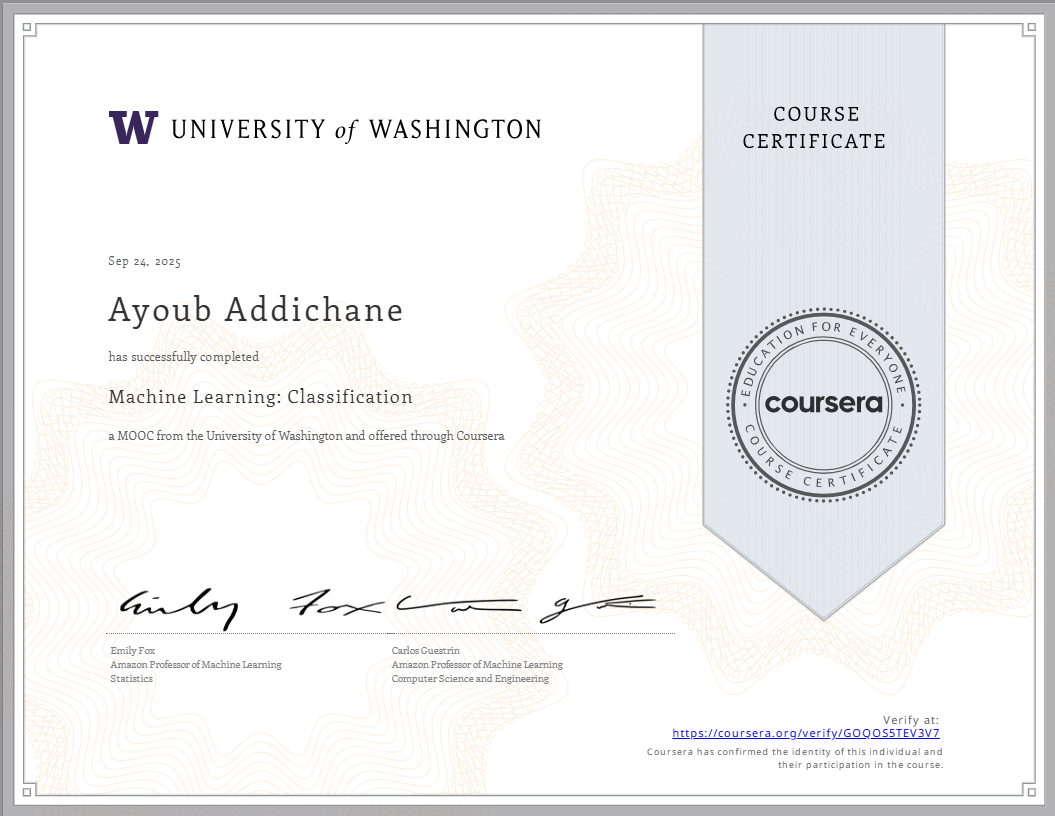 W UNIVERSITY of WASHINGTON
COURSE
CERTIFICATE
Sep 24, 2025
Ayoub Addichane
has successfully completed
Machine Learning: Classification
a MOOC from the University of Washington and offered through Coursera
EDUCATION FOR EVERYONE
coursera
COURSE CERTIFICATE
Emily Fox
Amazon Professor of Machine Learning
Statistics
Carlos Guestrin
Amazon Professor of Machine Learning
Computer Science and Engineering
Verify at:
https://coursera.org/verify/GOQOS5TEV3V7
Coursera has confirmed the identity of this individual and
their participation in the course.